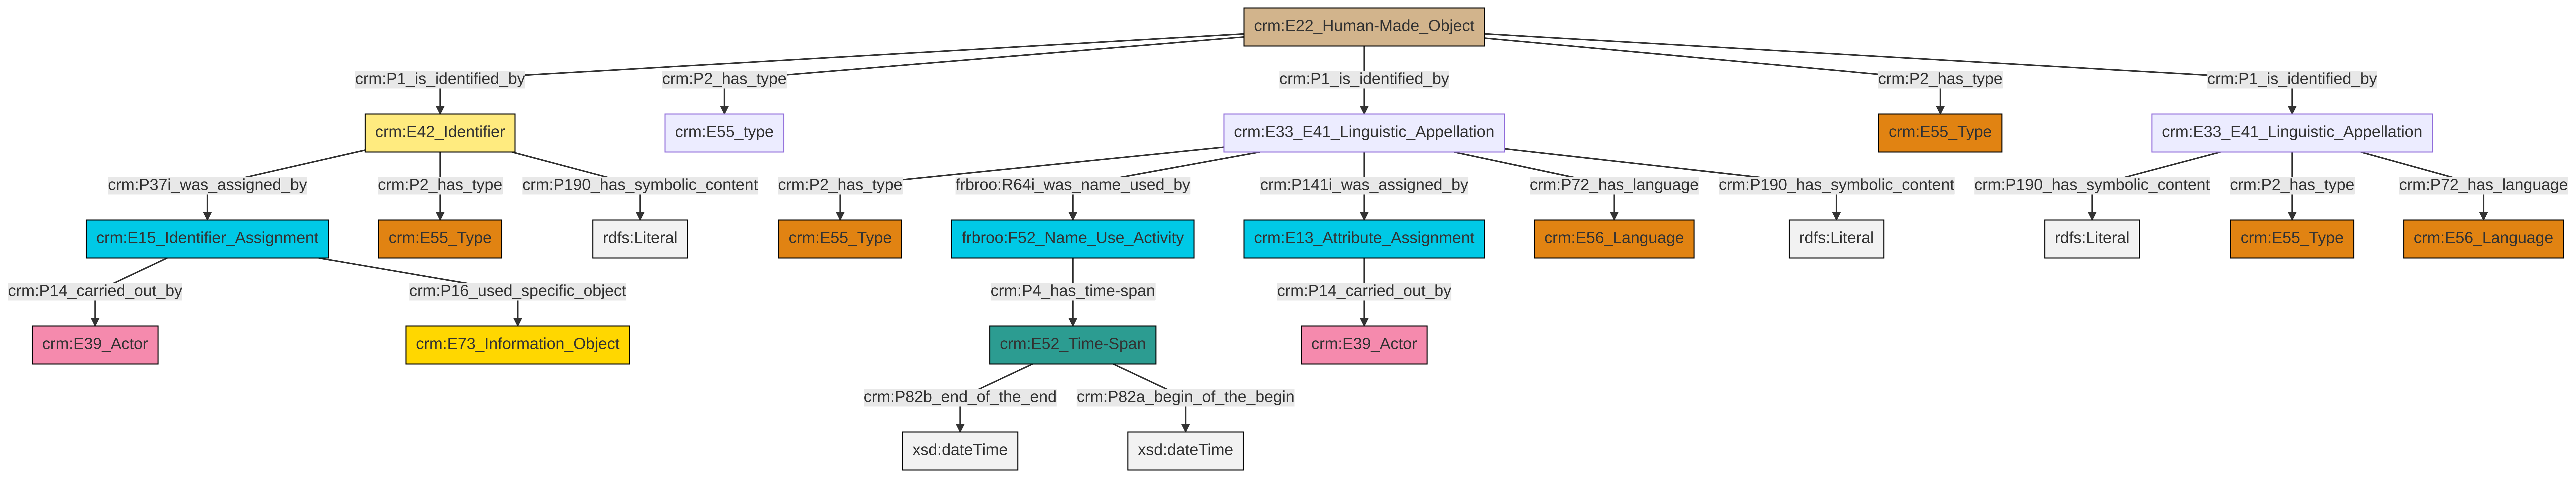 crm:E22_Human-Made_Object
crm:P1_is_identified_by
crm:P2_has_type
crm:P1_is_identified_by
crm:P2_has_type
crm:P1_is_identified_by
crm:E42_Identifier
crm:E55_type
crm:E33_E41_Linguistic_Appellation
crm:E55_Type
crm:E33_E41_Linguistic_Appellation
crm:P37i_was_assigned_by
crm:P2_has_type
crm:P190_has_symbolic_content
crm:P2_has_type
frbroo:R64i_was_name_used_by
crm:P141i_was_assigned_by
crm:P72_has_language
crm:P190_has_symbolic_content
crm:P190_has_symbolic_content
crm:P2_has_type
crm:P72_has_language
crm:E15_Identifier_Assignment
crm:E55_Type
rdfs:Literal
crm:E55_Type
frbroo:F52_Name_Use_Activity
crm:E13_Attribute_Assignment
crm:E56_Language
rdfs:Literal
rdfs:Literal
crm:E55_Type
crm:E56_Language
crm:P14_carried_out_by
crm:P16_used_specific_object
crm:P4_has_time-span
crm:P14_carried_out_by
crm:E39_Actor
crm:E73_Information_Object
crm:E52_Time-Span
crm:E39_Actor
crm:P82b_end_of_the_end
crm:P82a_begin_of_the_begin
xsd:dateTime
xsd:dateTime